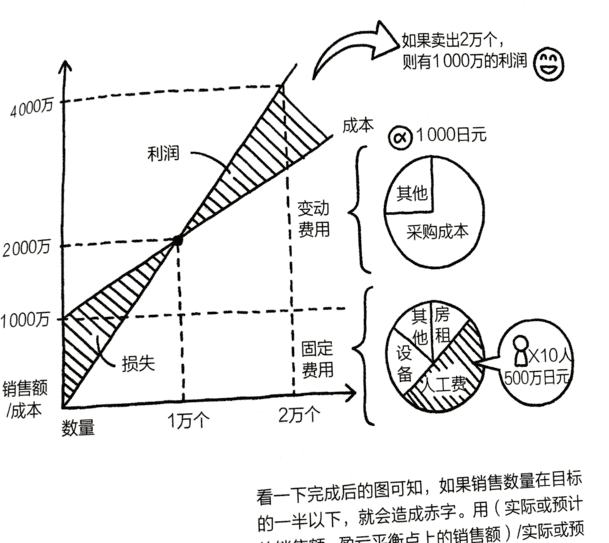 如果卖出2万个，
则有1000万的利润
4000万
成本
α 1000日元
利润
其他
变动
费用
采购成本
2000万
1000万
其他
房租
固定
费用
设备
人工费
X10人
500万日元
损失
销售额
/成本
数量
1万个
2万个
看一下完成后的图可知，如果销售数量在目标
的一半以下，就会造成赤字。用（实际或预计
盈亏平衡点上的销售额）/实际或预